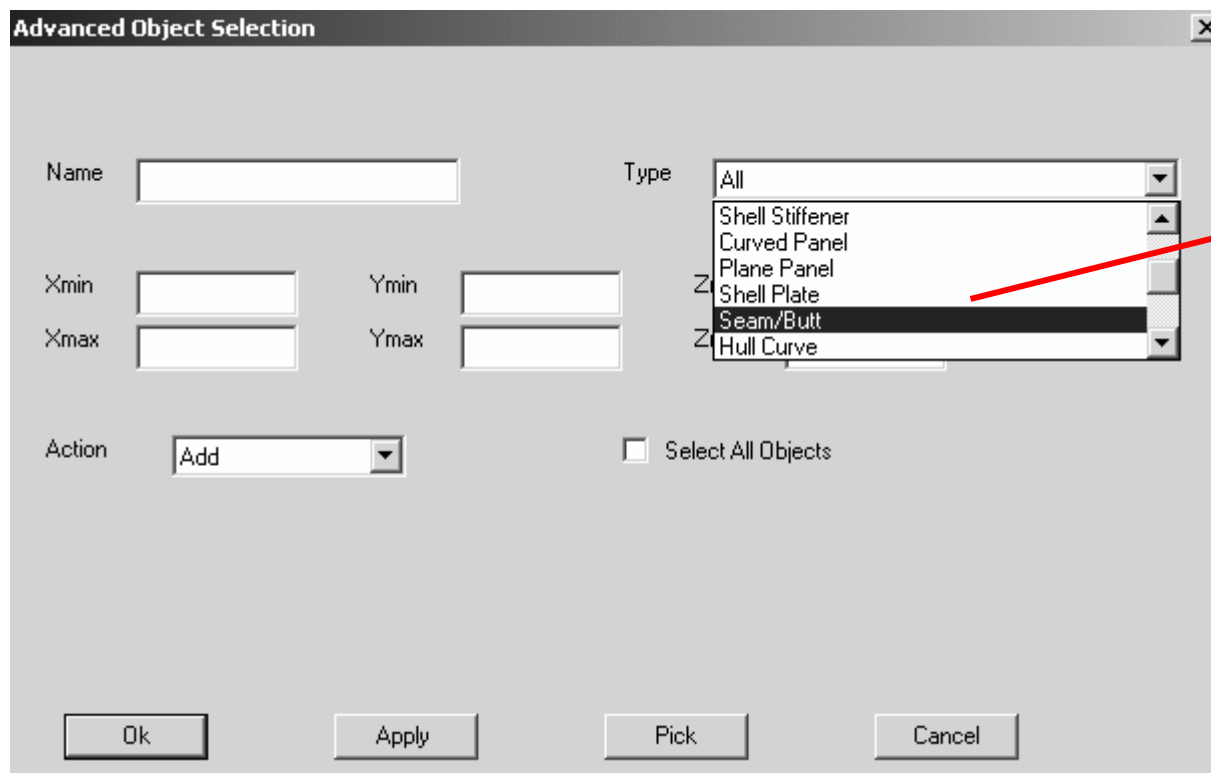 Advanced Object Selection
Name
Type
All
Shell Stiffener
Curved Panel
Plane Panel
Shell Plate
Seam/Butt
Hull Curve
Xmin
Ymin
Xmax
Ymax
Action
Add
Select All Objects
Ok
Apply
Pick
Cancel